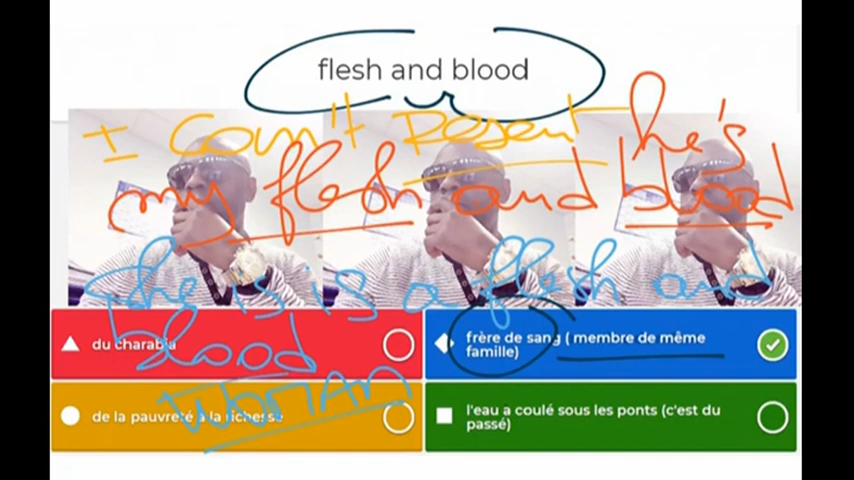 flesh and blood
I can't resent he's
my flesh and blood
is a flesh and
blood
WOMAN
du charabia
frère de sang ( membre de même
famille)
de la pauvreté à la richesse
l'eau a coulé sous les ponts (c'est du
passé)